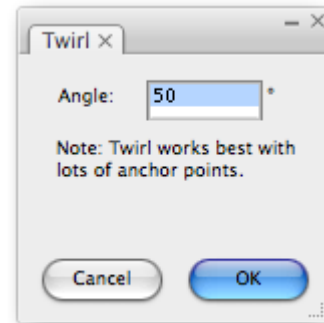 Twirl ×
Angle: 50 °
Note: Twirl works best with
lots of anchor points.
Cancel OK